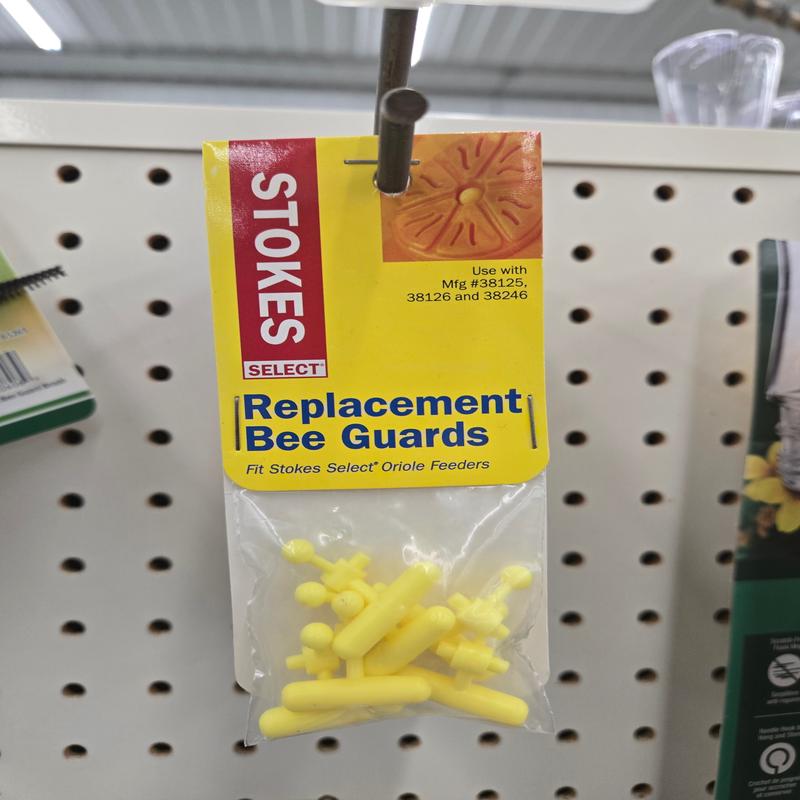 STOKES
SELECT®
Use with
Mfg #38125,
38126 and 38246
Replacement
Bee Guards
Fit Stokes Select® Oriole Feeders